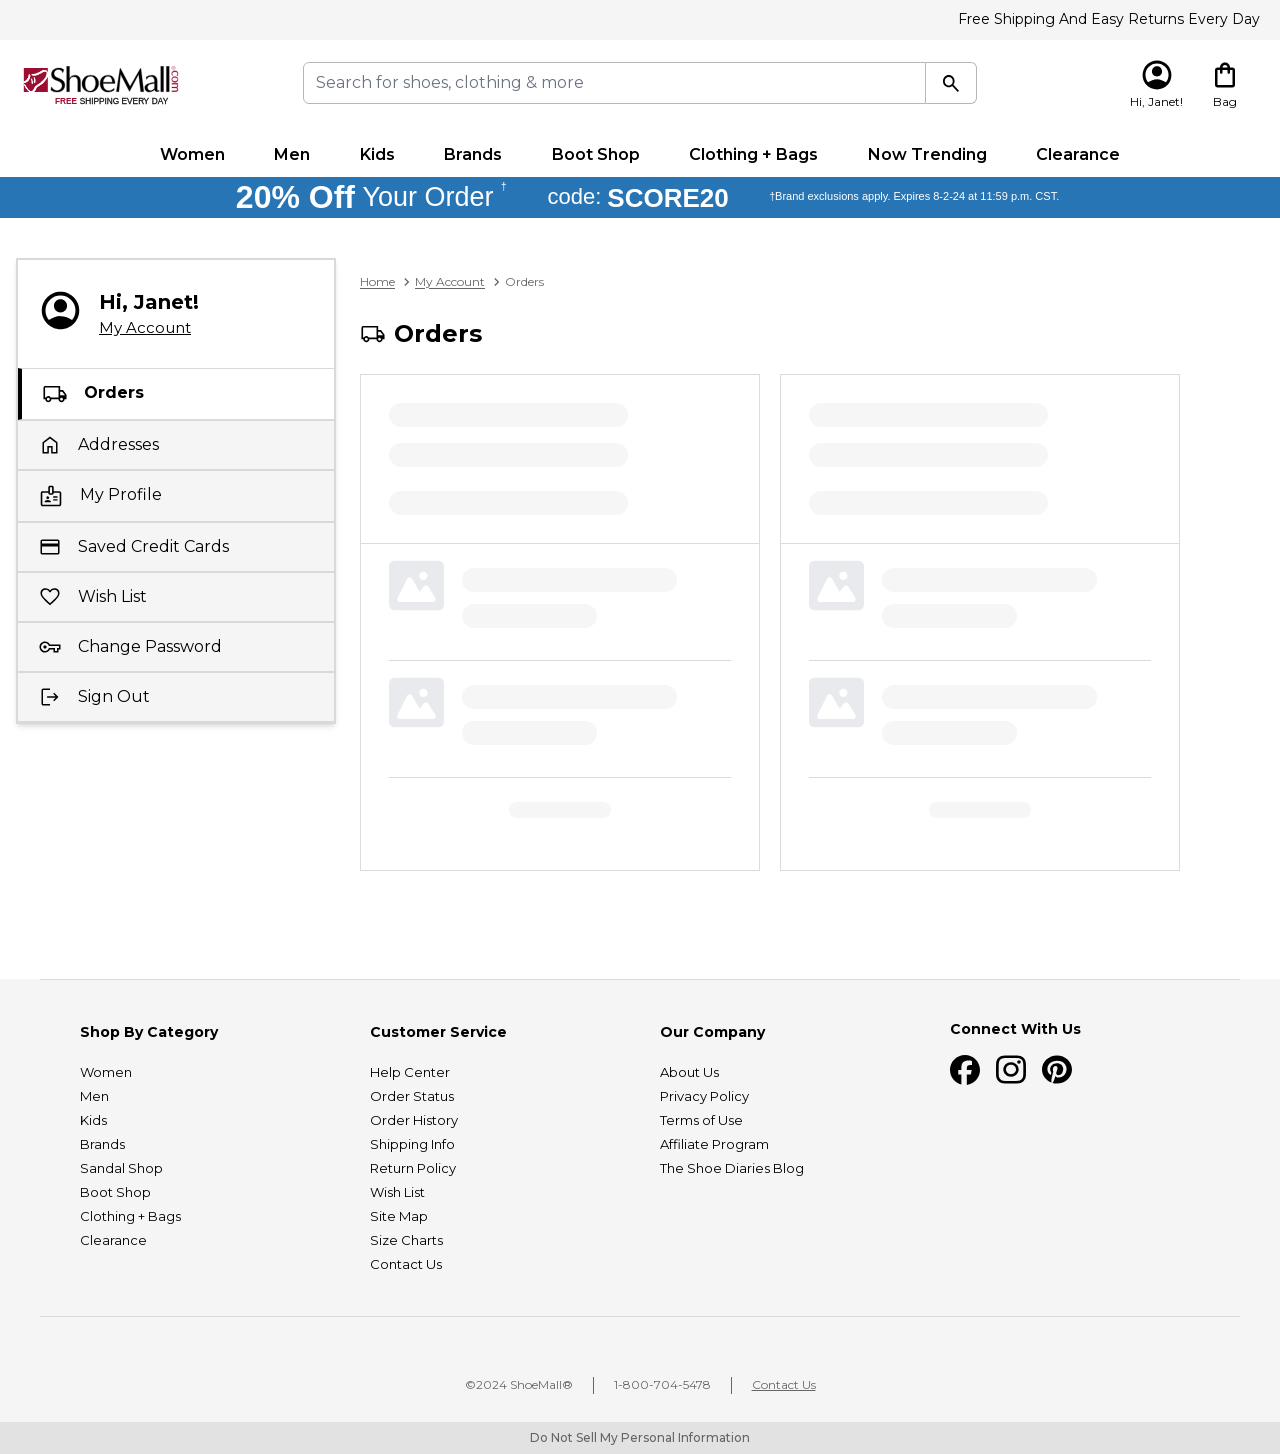 Free Shipping And Easy Returns Every Day
ShoeMall®.com
FREE SHIPPING EVERY DAY
Search for shoes, clothing & more
Hi, Janet!
Bag
Women Men Kids Brands Boot Shop Clothing + Bags Now Trending Clearance
20% Off Your Order † code: SCORE20 †Brand exclusions apply. Expires 8-2-24 at 11:59 p.m. CST.
Hi, Janet!
My Account
Orders
Addresses
My Profile
Saved Credit Cards
Wish List
Change Password
Sign Out
Home > My Account > Orders
Orders
Shop By Category
Women
Men
Kids
Brands
Sandal Shop
Boot Shop
Clothing + Bags
Clearance
Customer Service
Help Center
Order Status
Order History
Shipping Info
Return Policy
Wish List
Site Map
Size Charts
Contact Us
Our Company
About Us
Privacy Policy
Terms of Use
Affiliate Program
The Shoe Diaries Blog
Connect With Us
©2024 ShoeMall® | 1-800-704-5478 | Contact Us
Do Not Sell My Personal Information